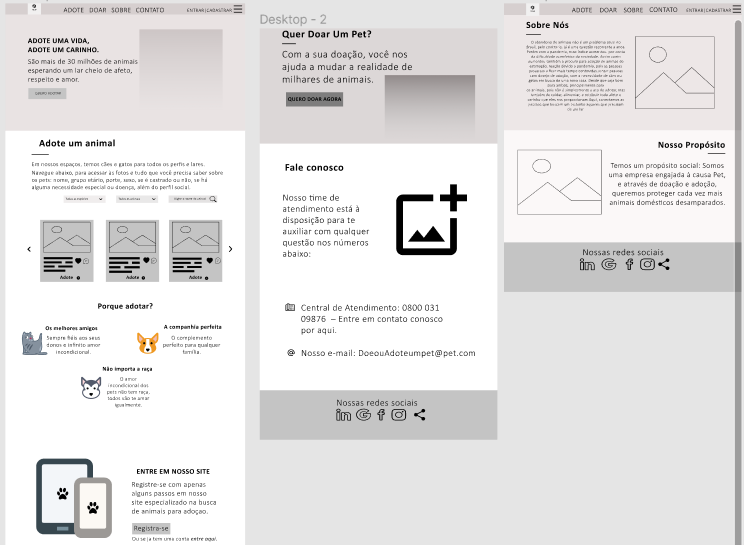 ADOTE DOAR SOBRE CONTATO
ENTRAR|CADASTRAR
ADOTE UMA VIDA,
ADOTE UM CARINHO.
São mais de 30 milhões de animais
esperando um lar cheio de afeto,
respeito e amor.
QUERO DOAR
Adote um animal
Em nossos espaços, temos cães e gatos para todos os perfis e lares.
Navegue abaixo, para acessar as fotos e tudo que você precisa saber sobre
os pets: nome, grupo etário, porte, sexo, se é castrado ou não, se há
alguma necessidade especial ou doença, além do perfil social.
Adote
Adote
Adote
Porque adotar?
Os melhores amigos
Sempre fiéis aos seus
donos e infinito amor
incondicional.
A companhia perfeita
O complemento
perfeito para qualquer
família.
Não importa a raça
O amor
incondicional dos
pets não tem raça,
todos vão te amar
igualmente.
ENTRE EM NOSSO SITE
Registre-se com apenas
alguns passos em nosso
site especializado na busca
de animais para adoçao.
Registra-se
Ou se ja tem uma conta entre aqui.
Desktop - 2
Quer Doar Um Pet?
Com a sua doação, você nos
ajuda a mudar a realidade de
milhares de animais.
QUERO DOAR AGORA
Fale conosco
Nosso time de
atendimento está à
disposição para te
auxiliar com qualquer
questão nos números
abaixo:
Central de Atendimento: 0800 031
09876 – Entre em contato conosco
por aqui.
@ Nosso e-mail: DoeouAdoteumpet@pet.com
Nossas redes sociais
ADOTE DOAR SOBRE CONTATO
ENTRAR|CADASTRAR
Sobre Nós
Nosso Propósito
Temos um propósito social: Somos
uma empresa engajada à causa Pet,
e através de doação e adoção,
queremos proteger cada vez mais
animais domésticos desamparados.
Nossas redes sociais